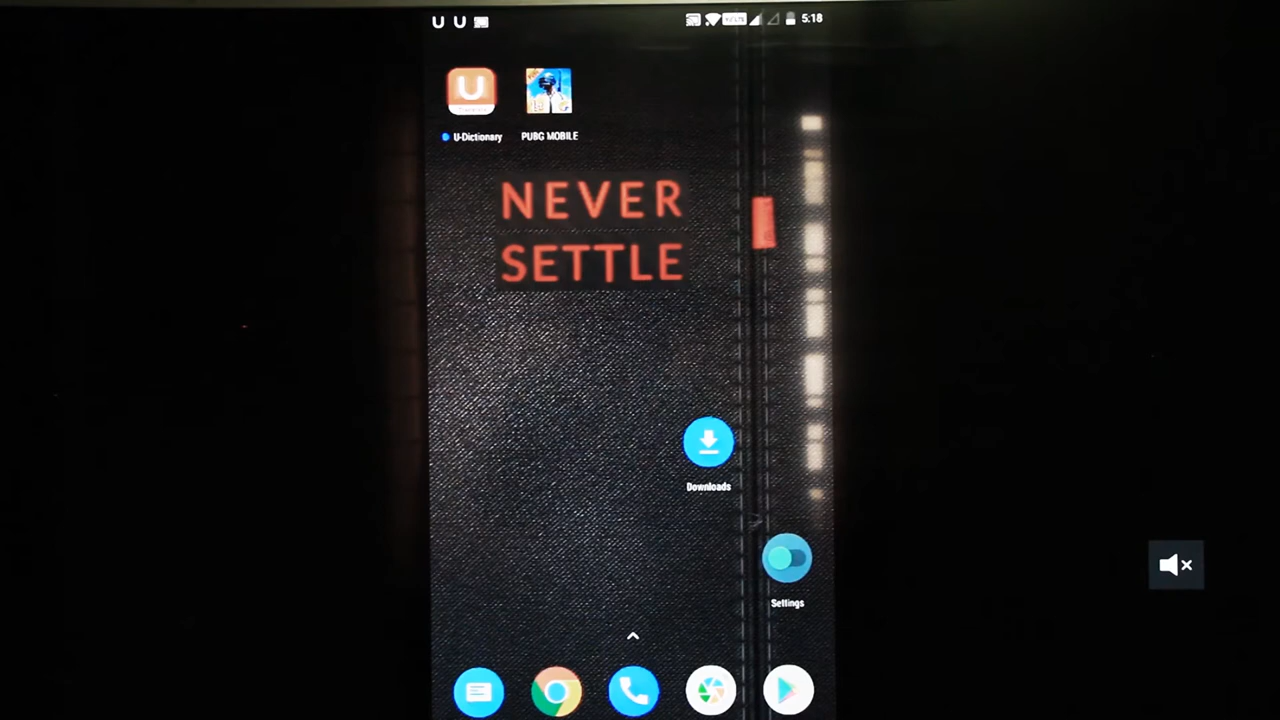 5:18
U-Dictionary
PUBG MOBILE
NEVER
SETTLE
Downloads
Settings